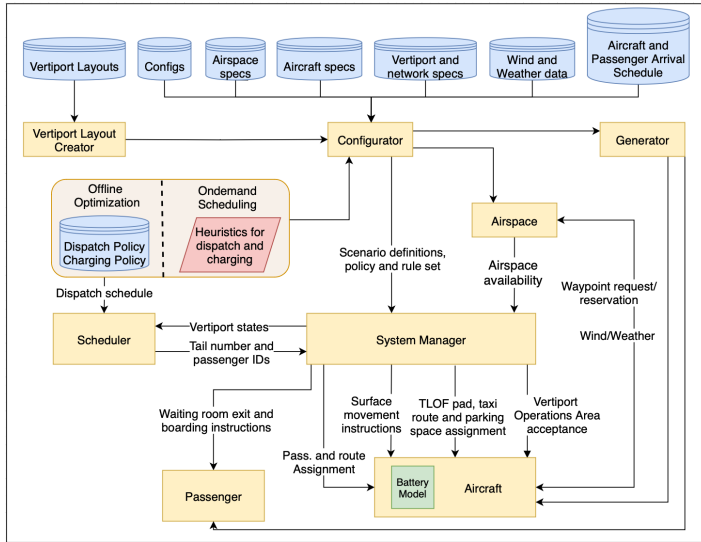 Vertiport Layouts
Configs
Airspace
specs
Aircraft specs
Vertiport and
network specs
Wind and
Weather data
Aircraft and
Passenger Arrival
Schedule
Vertiport Layout
Creator
Configurator
Generator
Offline
Optimization
Ondemand
Scheduling
Dispatch Policy
Charging Policy
Heuristics for
dispatch and
charging
Airspace
Scenario definitions,
policy and rule set
Airspace
availability
Waypoint request/
reservation
Wind/Weather
Dispatch schedule
Scheduler
Vertiport states
Tail number and
passenger IDs
System Manager
Waiting room exit and
boarding instructions
Pass. and route
Assignment
Surface
movement
instructions
TLOF pad, taxi
route and parking
space assignment
Vertiport
Operations Area
acceptance
Passenger
Battery
Model
Aircraft